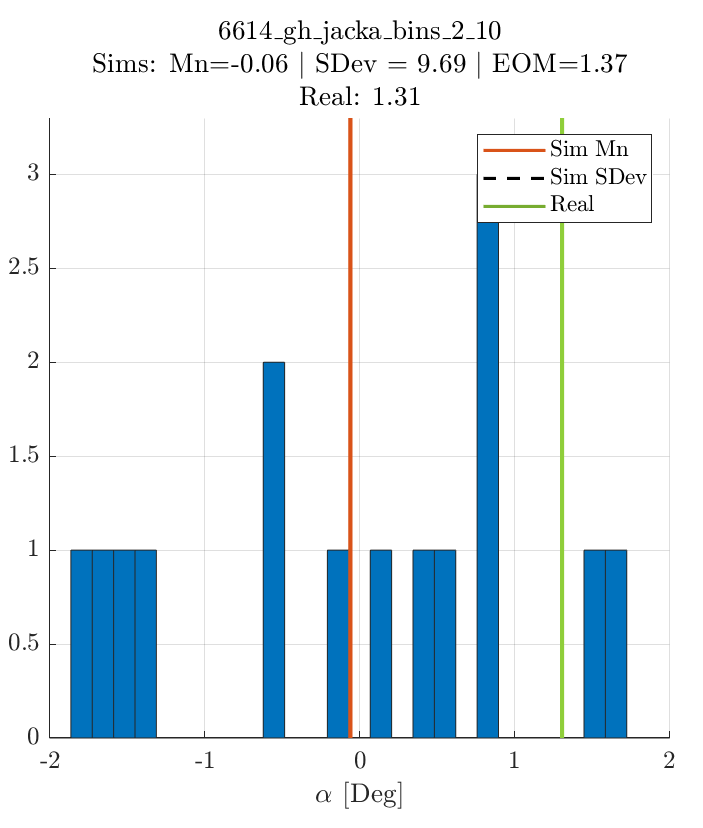 6614_gh_jacka_bins_2_10
Sims: Mn=-0.06 | SDev = 9.69 | EOM=1.37
Real: 1.31
Sim Mn
Sim SDev
Real
3
2.5
2
1.5
1
0.5
0
-2
-1
0
1
2
α [Deg]